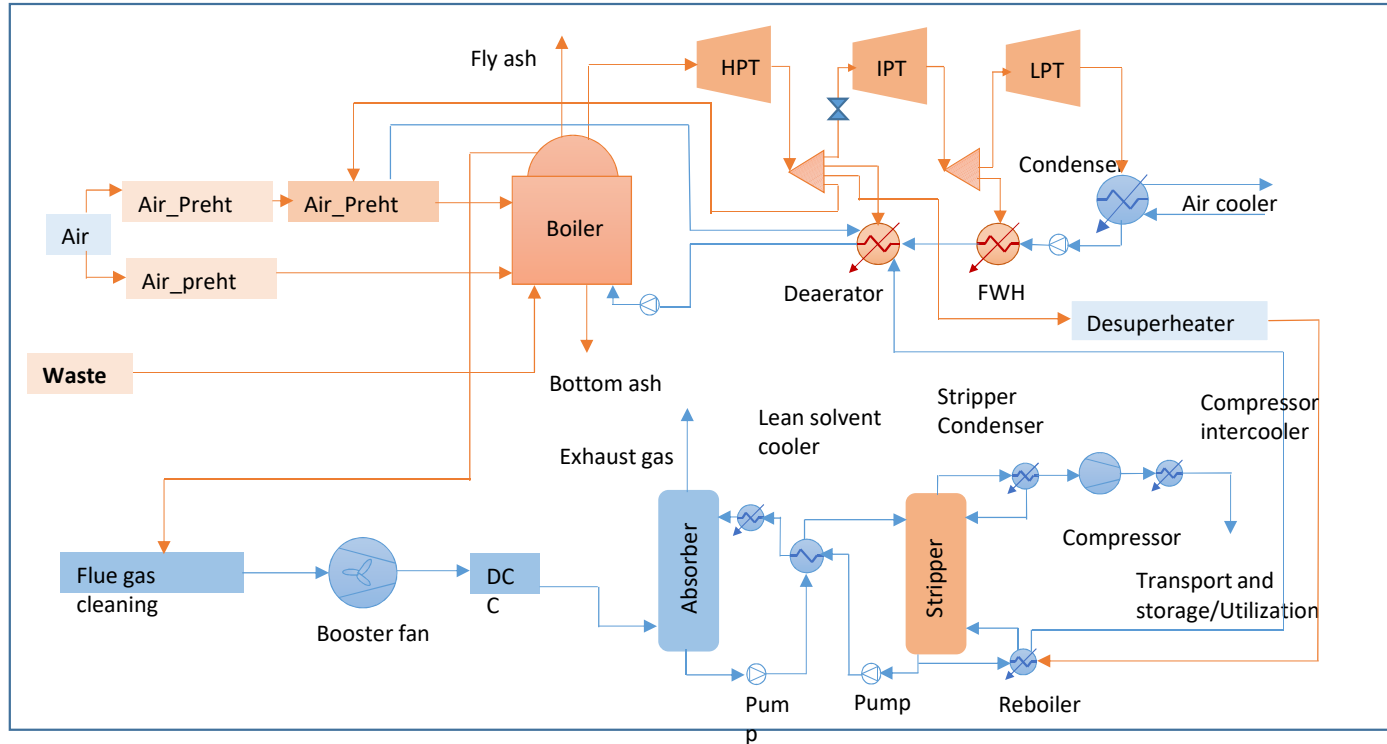 Fly ash
HPT
IPT
LPT
Condenser
Air_Preht
Air_Preht
Air cooler
Boiler
Air
Air_preht
Deaerator
FWH
Desuperheater
Waste
Bottom ash
Stripper
Condenser
Compressor
intercooler
Lean solvent
cooler
Exhaust gas
Absorber
Stripper
Compressor
Flue gas
cleaning
DC
C
Transport and
storage/Utilization
Booster fan
Pum
p
Pump
Reboiler